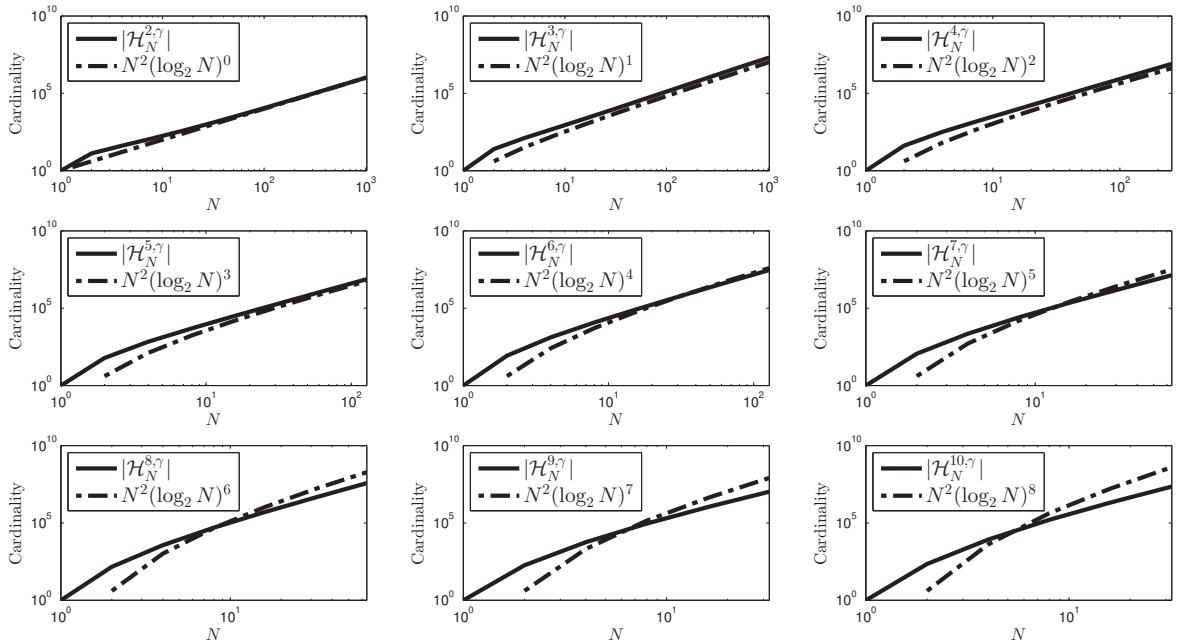 10^10
10^5
10^0
Cardinality
|ℋ_N^{2,γ}|
N^2(log_2 N)^0
10^0 10^1 10^2 10^3
N
10^10
10^5
10^0
Cardinality
|ℋ_N^{3,γ}|
N^2(log_2 N)^1
10^0 10^1 10^2 10^3
N
10^10
10^5
10^0
Cardinality
|ℋ_N^{4,γ}|
N^2(log_2 N)^2
10^0 10^1 10^2
N
10^10
10^5
10^0
Cardinality
|ℋ_N^{5,γ}|
N^2(log_2 N)^3
10^0 10^1 10^2
N
10^10
10^5
10^0
Cardinality
|ℋ_N^{6,γ}|
N^2(log_2 N)^4
10^0 10^1 10^2
N
10^10
10^5
10^0
Cardinality
|ℋ_N^{7,γ}|
N^2(log_2 N)^5
10^0 10^1
N
10^10
10^5
10^0
Cardinality
|ℋ_N^{8,γ}|
N^2(log_2 N)^6
10^0 10^1
N
10^10
10^5
10^0
Cardinality
|ℋ_N^{9,γ}|
N^2(log_2 N)^7
10^0 10^1
N
10^10
10^5
10^0
Cardinality
|ℋ_N^{10,γ}|
N^2(log_2 N)^8
10^0 10^1
N